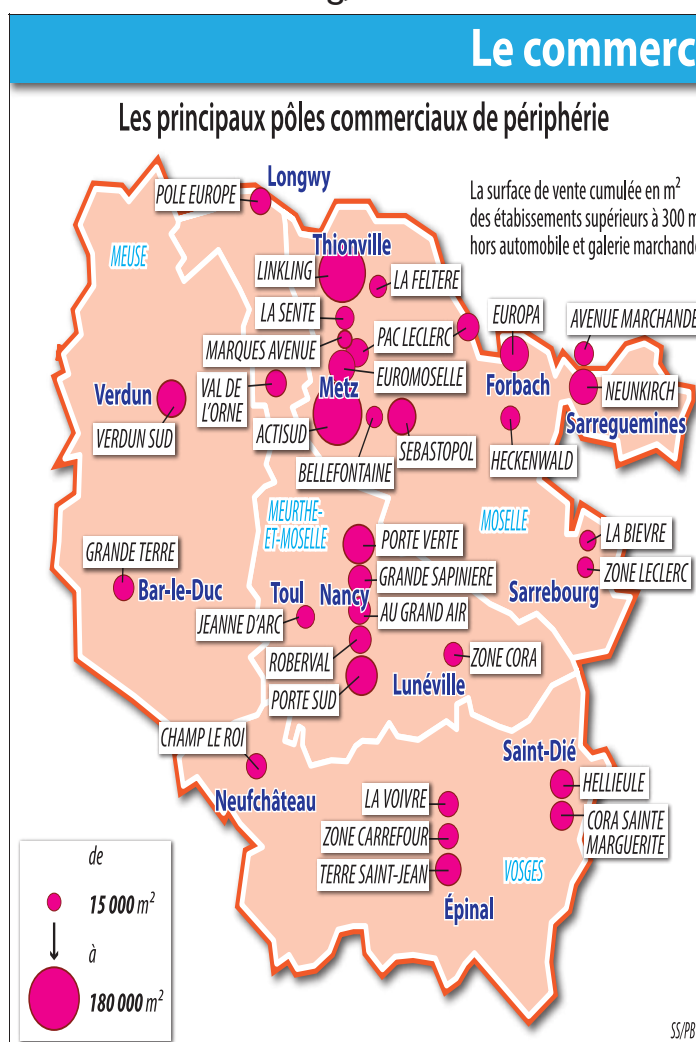 Le commerc
Les principaux pôles commerciaux de périphérie
La surface de vente cumulée en m²
des établissements supérieurs à 300 m
hors automobile et galerie marchande
Longwy
POLE EUROPE
MEUSE
Thionville
LINKLING
LA FELTERE
LA SENTE
EUROPA
AVENUE MARCHANDE
MARQUES AVENUE
PAC LECLERC
EUROMOSELLE
Forbach
NEUNKIRCH
Verdun
VAL DE
L'ORNE
Metz
Sarreguemines
VERDUN SUD
ACTISUD
SEBASTOPOL
HECKENWALD
BELLEFONTAINE
MEURTHE-
ET-MOSELLE
MOSELLE
PORTE VERTE
LA BIEVRE
GRANDE TERRE
GRANDE SAPINIERE
ZONE LECLERC
Bar-le-Duc
Toul
Nancy
Sarrebourg
AU GRAND AIR
JEANNE D'ARC
ROBERVAL
ZONE CORA
PORTE SUD
Lunéville
CHAMP LE ROI
Saint-Dié
HELLIEULE
Neufchâteau
LA VOIVRE
CORA SAINTE
MARGUERITE
ZONE CARREFOUR
TERRE SAINT-JEAN
VOSGES
Épinal
de
15 000 m²
à
180 000 m²
SS/PB